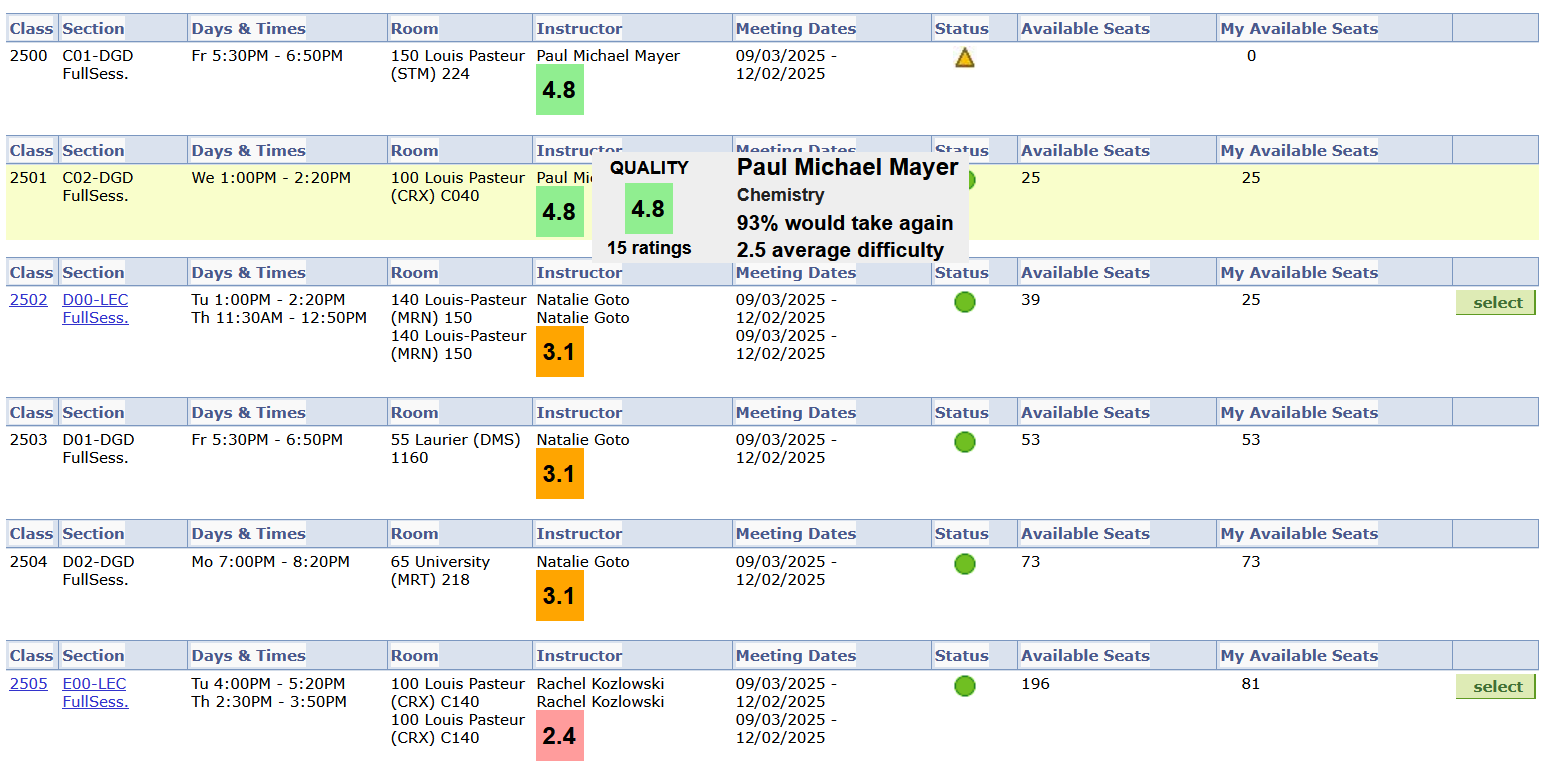 Class Section Days & Times Room Instructor Meeting Dates Status Available Seats My Available Seats
2500 C01-DGD Fr 5:30PM - 6:50PM 150 Louis Pasteur Paul Michael Mayer 09/03/2025 - 0
FullSess. (STM) 224 12/02/2025
4.8
Class Section Days & Times Room Instructor Meeting Dates Status Available Seats My Available Seats
2501 C02-DGD We 1:00PM - 2:20PM 100 Louis Pasteur Paul 25 25
FullSess. (CRX) C040
4.8
QUALITY
4.8
15 ratings
Paul Michael Mayer
Chemistry
93% would take again
2.5 average difficulty
Class Section Days & Times Room Instructor Meeting Dates Status Available Seats My Available Seats
2502 D00-LEC Tu 1:00PM - 2:20PM 140 Louis-Pasteur Natalie Goto 09/03/2025 - 39 25 select
FullSess. Th 11:30AM - 12:50PM (MRN) 150 Natalie Goto 12/02/2025
140 Louis-Pasteur 09/03/2025 -
(MRN) 150 3.1 12/02/2025
Class Section Days & Times Room Instructor Meeting Dates Status Available Seats My Available Seats
2503 D01-DGD Fr 5:30PM - 6:50PM 55 Laurier (DMS) Natalie Goto 09/03/2025 - 53 53
FullSess. 1160 12/02/2025
3.1
Class Section Days & Times Room Instructor Meeting Dates Status Available Seats My Available Seats
2504 D02-DGD Mo 7:00PM - 8:20PM 65 University Natalie Goto 09/03/2025 - 73 73
FullSess. (MRT) 218 12/02/2025
3.1
Class Section Days & Times Room Instructor Meeting Dates Status Available Seats My Available Seats
2505 E00-LEC Tu 4:00PM - 5:20PM 100 Louis Pasteur Rachel Kozlowski 09/03/2025 - 196 81 select
FullSess. Th 2:30PM - 3:50PM (CRX) C140 Rachel Kozlowski 12/02/2025
100 Louis Pasteur 09/03/2025 -
(CRX) C140 2.4 12/02/2025